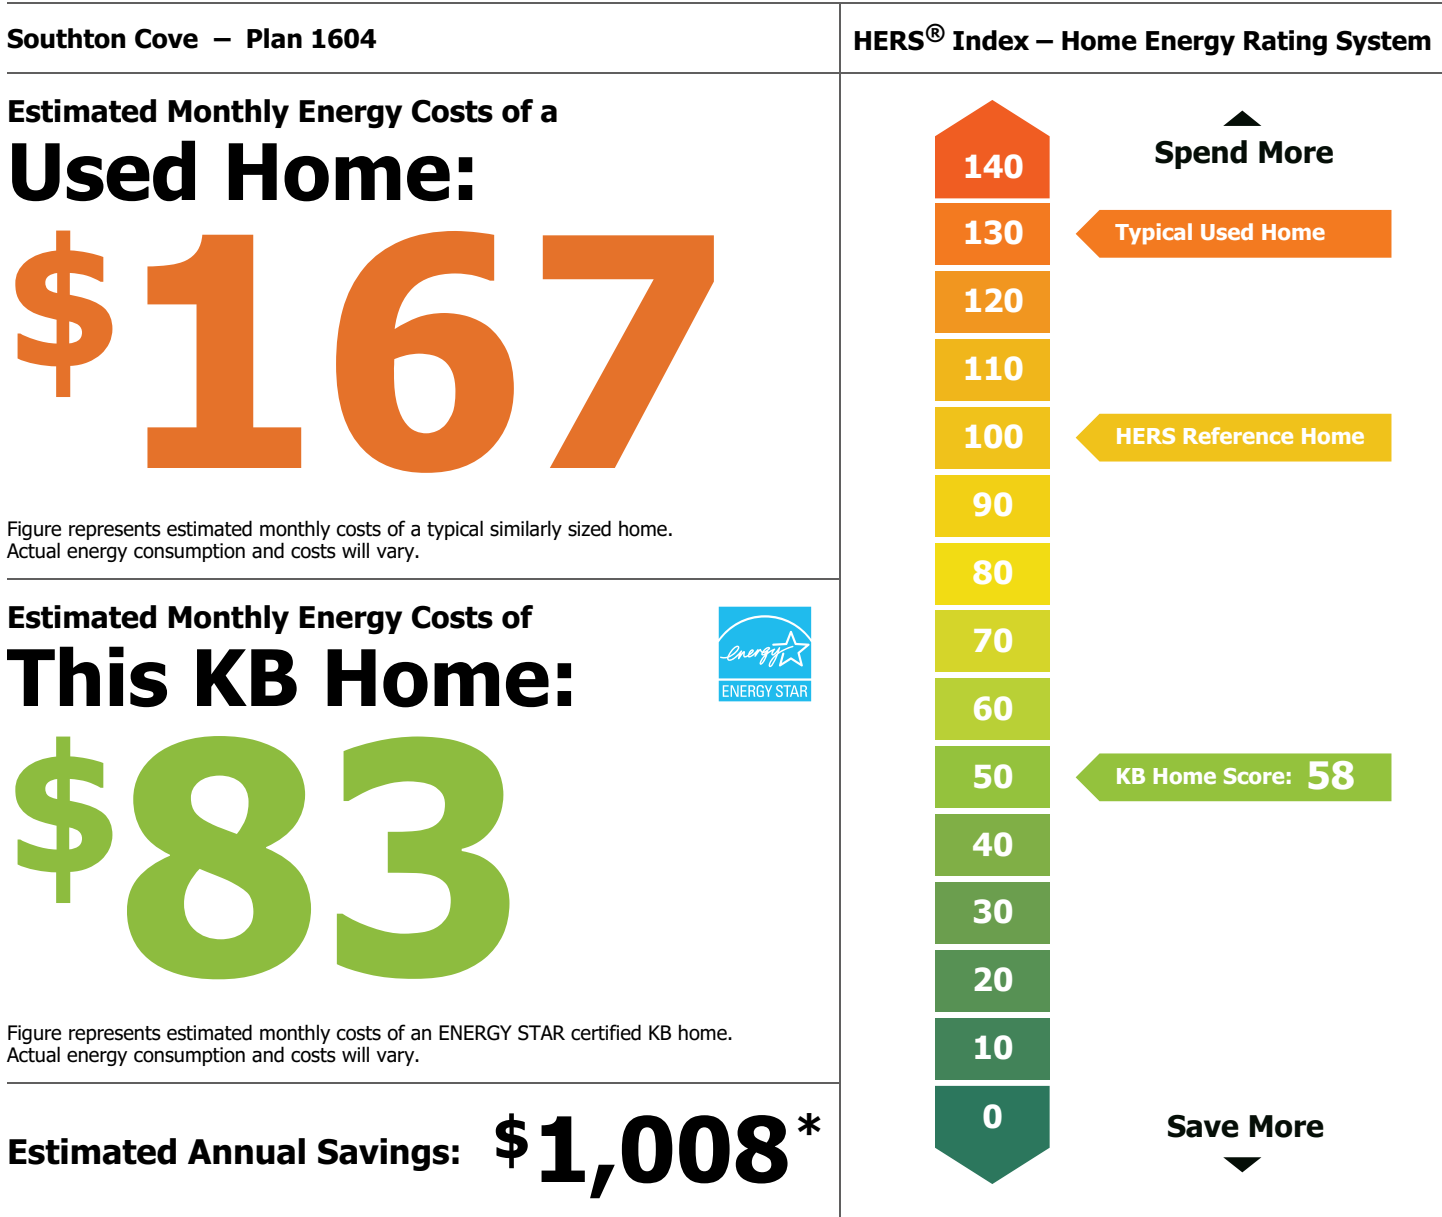 Southton Cove – Plan 1604
Estimated Monthly Energy Costs of a
Used Home:
$167
Figure represents estimated monthly costs of a typical similarly sized home.
Actual energy consumption and costs will vary.
Estimated Monthly Energy Costs of
This KB Home:
energy
ENERGY STAR
$83
Figure represents estimated monthly costs of an ENERGY STAR certified KB home.
Actual energy consumption and costs will vary.
Estimated Annual Savings: $1,008*
HERS® Index – Home Energy Rating System
Spend More
140
130 Typical Used Home
120
110
100 HERS Reference Home
90
80
70
60
50 KB Home Score: 58
40
30
20
10
0
Save More